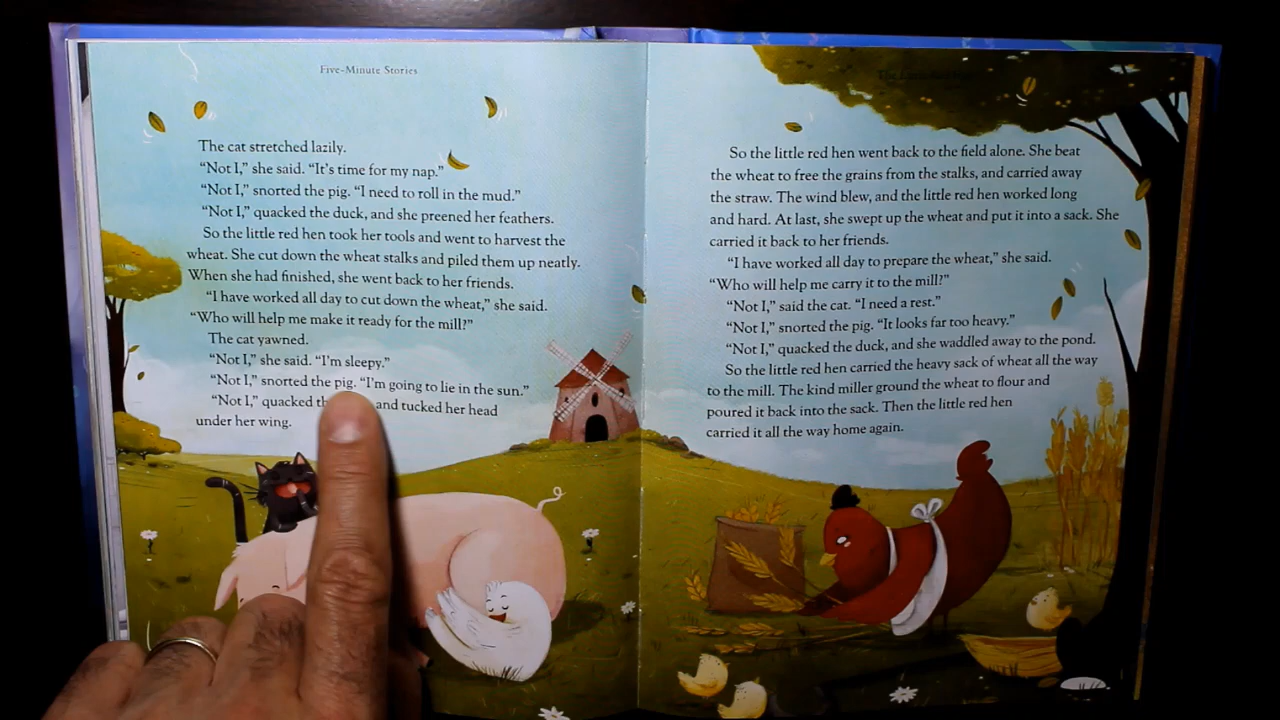 Five-Minute Stories
The cat stretched lazily.
“Not I,” she said. “It’s time for my nap.”
“Not I,” snorted the pig. “I need to roll in the mud.”
“Not I,” quacked the duck, and she preened her feathers.
So the little red hen took her tools and went to harvest the
wheat. She cut down the wheat stalks and piled them up neatly.
When she had finished, she went back to her friends.
“I have worked all day to cut down the wheat,” she said.
“Who will help me make it ready for the mill?”
The cat yawned.
“Not I,” she said. “I’m sleepy.”
“Not I,” snorted the pig. “I’m going to lie in the sun.”
“Not I,” quacked and tucked her head
under her wing.
So the little red hen went back to the field alone. She beat
the wheat to free the grains from the stalks, and carried away
the straw. The wind blew, and the little red hen worked long
and hard. At last, she swept up the wheat and put it into a sack. She
carried it back to her friends.
“I have worked all day to prepare the wheat,” she said.
“Who will help me carry it to the mill?”
“Not I,” said the cat. “I need a rest.”
“Not I,” snorted the pig. “It looks far too heavy.”
“Not I,” quacked the duck, and she waddled away to the pond.
So the little red hen carried the heavy sack of wheat all the way
to the mill. The kind miller ground the wheat to flour and
poured it back into the sack. Then the little red hen
carried it all the way home again.